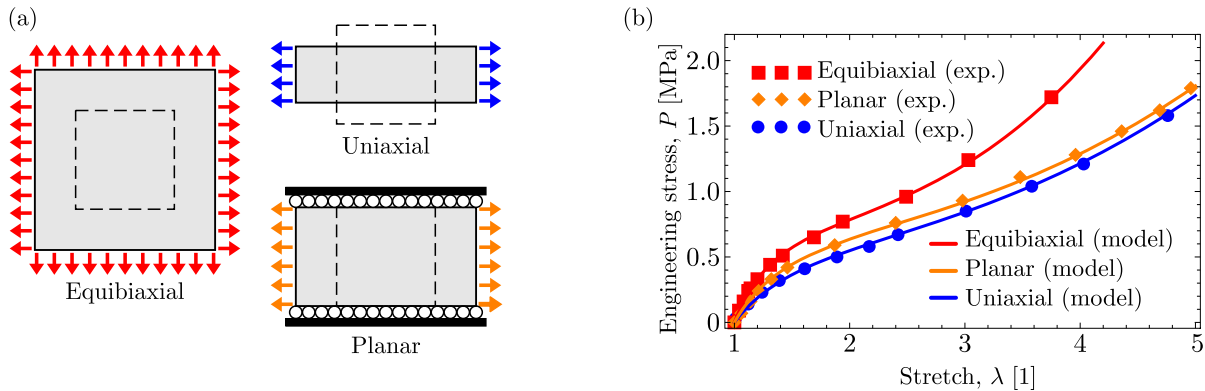 (a)
Equibiaxial
Uniaxial
Planar
(b)
Engineering stress, P [MPa]
2.0
1.5
1.0
0.5
0
Equibiaxial (exp.)
Planar (exp.)
Uniaxial (exp.)
Equibiaxial (model)
Planar (model)
Uniaxial (model)
1 2 3 4 5
Stretch, λ [1]